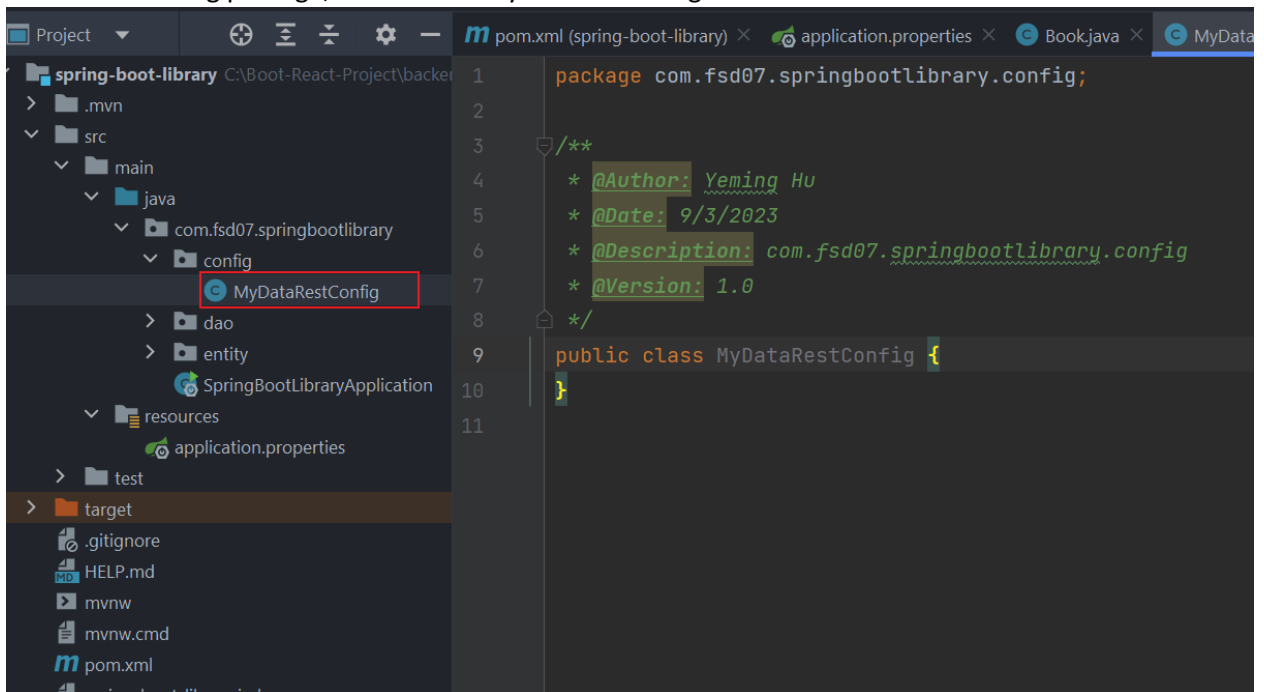 Project
pom.xml (spring-boot-library) application.properties Book.java MyData
spring-boot-library C:\Boot-React-Project\backe
.mvn
src
main
java
com.fsd07.springbootlibrary
config
MyDataRestConfig
dao
entity
SpringBootLibraryApplication
resources
application.properties
test
target
.gitignore
HELP.md
mvnw
mvnw.cmd
pom.xml
1 package com.fsd07.springbootlibrary.config;
2
3 /**
4 * @Author: Yeming Hu
5 * @Date: 9/3/2023
6 * @Description: com.fsd07.springbootlibrary.config
7 * @Version: 1.0
8 */
9 public class MyDataRestConfig {
10 }
11